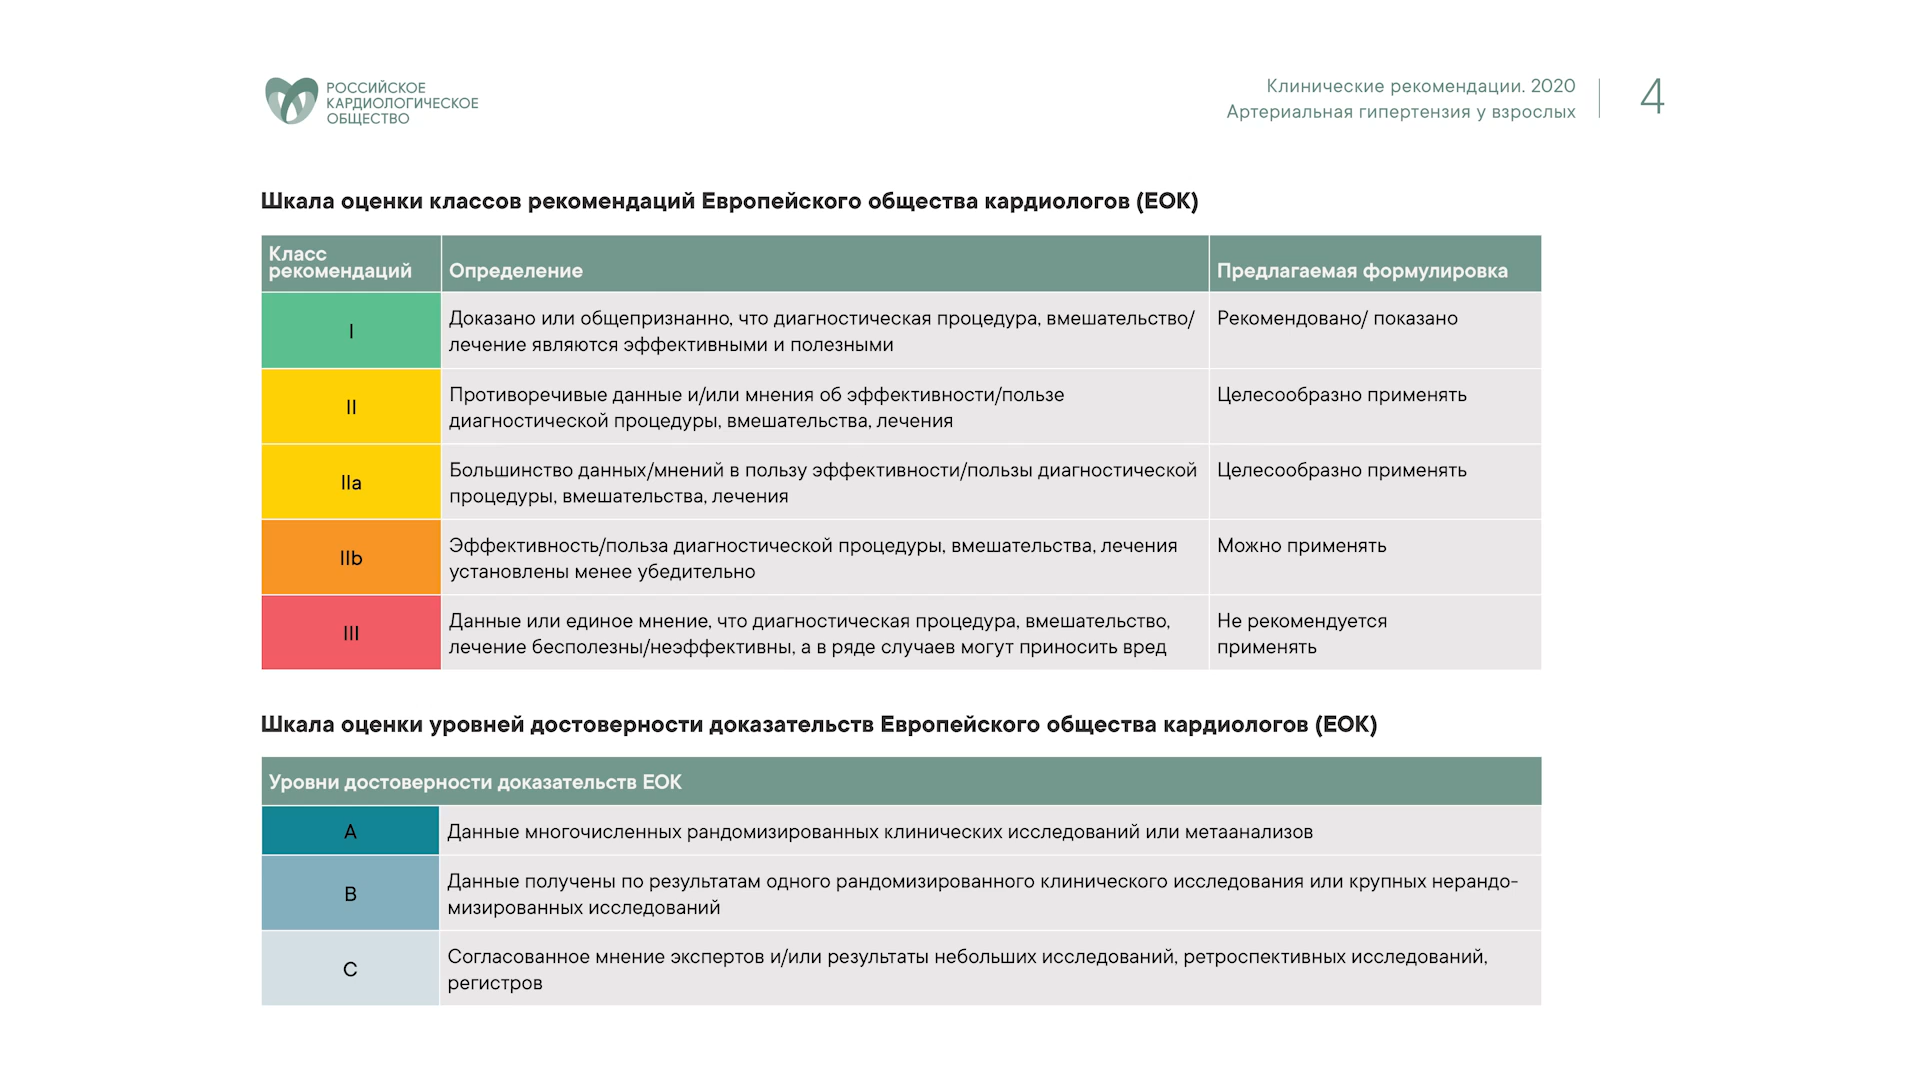 РОССИЙСКОЕ
КАРДИОЛОГИЧЕСКОЕ
ОБЩЕСТВО
Клинические рекомендации. 2020
Артериальная гипертензия у взрослых
4
Шкала оценки классов рекомендаций Европейского общества кардиологов (ЕОК)
Класс
рекомендаций
Определение
Предлагаемая формулировка
I
Доказано или общепризнанно, что диагностическая процедура, вмешательство/
лечение являются эффективными и полезными
Рекомендовано/ показано
II
Противоречивые данные и/или мнения об эффективности/пользе
диагностической процедуры, вмешательства, лечения
Целесообразно применять
IIa
Большинство данных/мнений в пользу эффективности/пользы диагностической
процедуры, вмешательства, лечения
Целесообразно применять
IIb
Эффективность/польза диагностической процедуры, вмешательства, лечения
установлены менее убедительно
Можно применять
III
Данные или единое мнение, что диагностическая процедура, вмешательство,
лечение бесполезны/неэффективны, а в ряде случаев могут приносить вред
Не рекомендуется
применять
Шкала оценки уровней достоверности доказательств Европейского общества кардиологов (ЕОК)
Уровни достоверности доказательств ЕОК
A
Данные многочисленных рандомизированных клинических исследований или метаанализов
B
Данные получены по результатам одного рандомизированного клинического исследования или крупных нерандо-
мизированных исследований
C
Согласованное мнение экспертов и/или результаты небольших исследований, ретроспективных исследований,
регистров